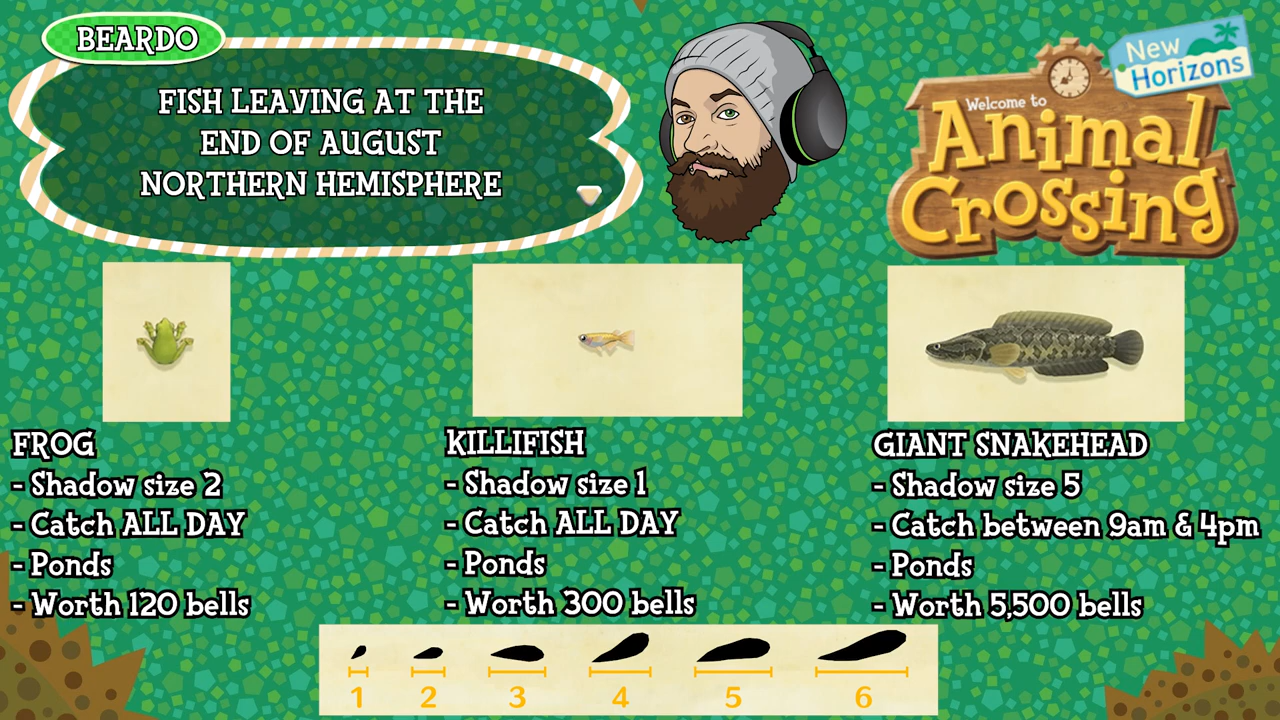 BEARDO
FISH LEAVING AT THE
END OF AUGUST
NORTHERN HEMISPHERE
New
Horizons
Welcome to
Animal
Crossing
FROG
- Shadow size 2
- Catch ALL DAY
- Ponds
- Worth 120 bells
KILLIFISH
- Shadow size 1
- Catch ALL DAY
- Ponds
- Worth 300 bells
GIANT SNAKEHEAD
- Shadow size 5
- Catch between 9am & 4pm
- Ponds
- Worth 5,500 bells
1 2 3 4 5 6